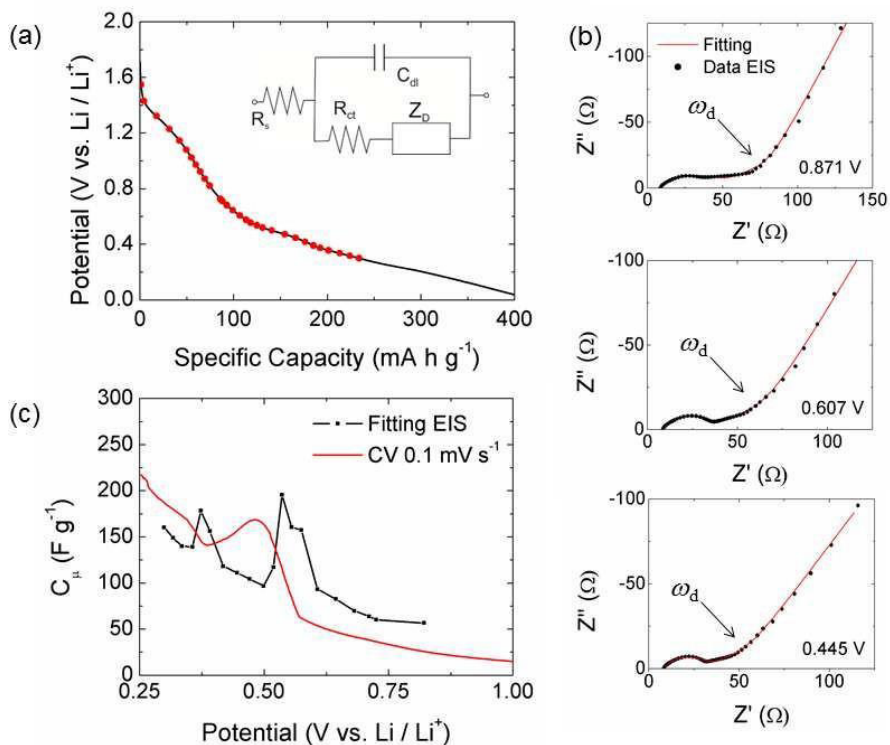 (a)
2.0
1.6
1.2
0.8
0.4
0.0
Potential (V vs. Li / Li⁺)
0 100 200 300 400
Specific Capacity (mA h g⁻¹)
R_s
C_dl
R_ct
Z_D
(b)
-100
-50
0
Z'' (Ω)
Fitting
Data EIS
ω_d
0.871 V
0 50 100 150
Z' (Ω)
-100
-50
0
Z'' (Ω)
ω_d
0.607 V
0 50 100
Z' (Ω)
-100
-50
0
Z'' (Ω)
ω_d
0.445 V
0 50 100
Z' (Ω)
(c)
300
250
200
150
100
50
0
C_μ (F g⁻¹)
Fitting EIS
CV 0.1 mV s⁻¹
0.25 0.50 0.75 1.00
Potential (V vs. Li / Li⁺)